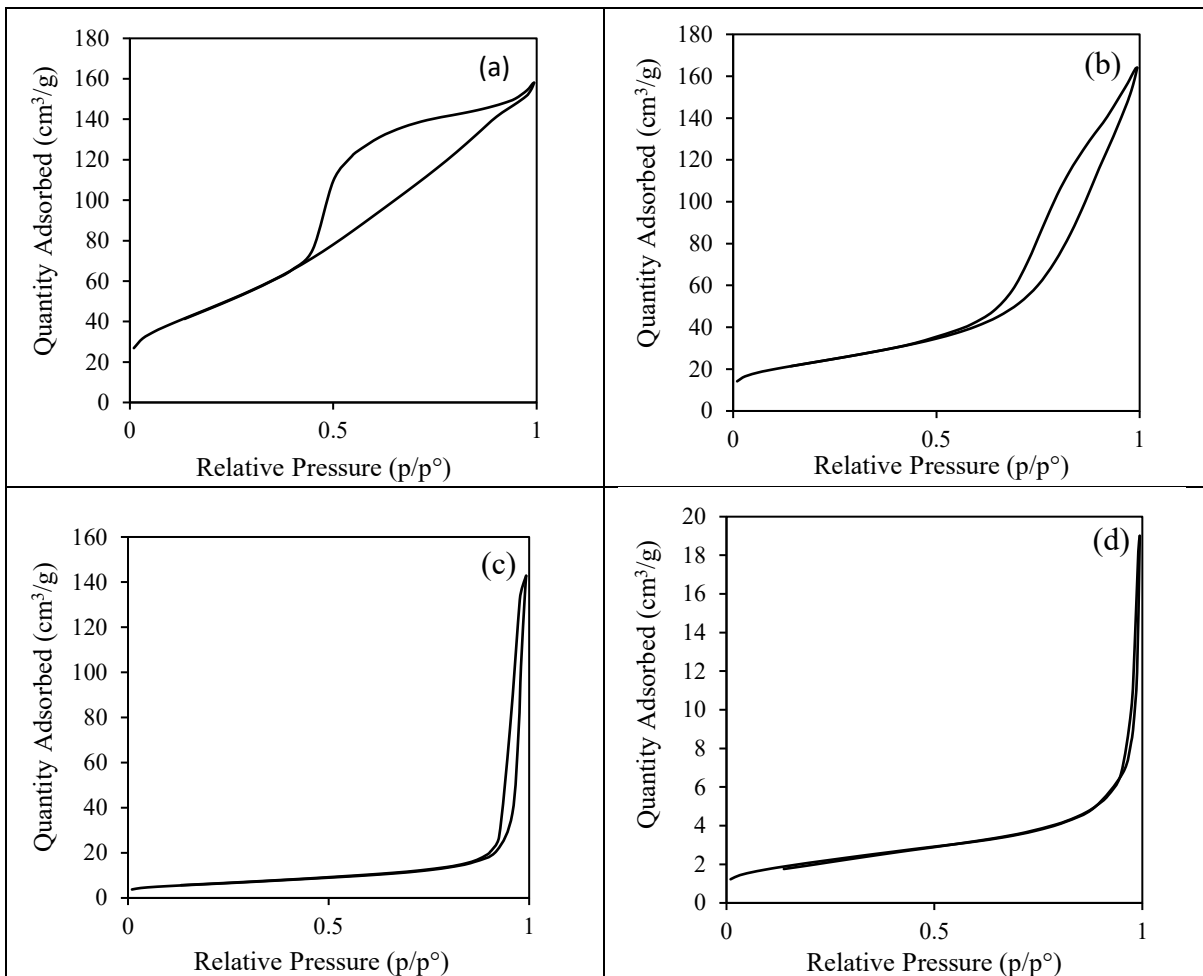 (a)
Quantity Adsorbed (cm³/g)
180
160
140
120
100
80
60
40
20
0
0 0.5 1
Relative Pressure (p/p°)
(b)
Quantity Adsorbed (cm³/g)
180
160
140
120
100
80
60
40
20
0
0 0.5 1
Relative Pressure (p/p°)
(c)
Quantity Adsorbed (cm³/g)
160
140
120
100
80
60
40
20
0
0 0.5 1
Relative Pressure (p/p°)
(d)
Quantity Adsorbed (cm³/g)
20
18
16
14
12
10
8
6
4
2
0
0 0.5 1
Relative Pressure (p/p°)